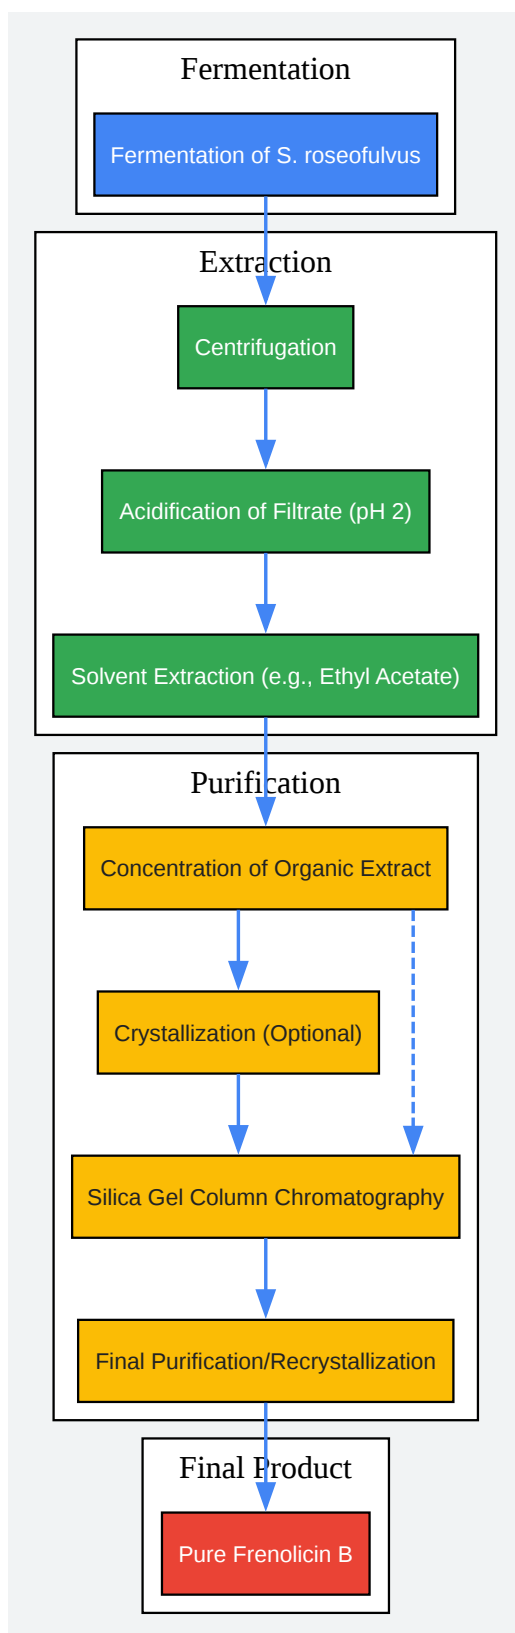 Fermentation
Fermentation of S. roseofulvus
Extraction
Centrifugation
Acidification of Filtrate (pH 2)
Solvent Extraction (e.g., Ethyl Acetate)
Purification
Concentration of Organic Extract
Crystallization (Optional)
Silica Gel Column Chromatography
Final Purification/Recrystallization
Final Product
Pure Frenolicin B